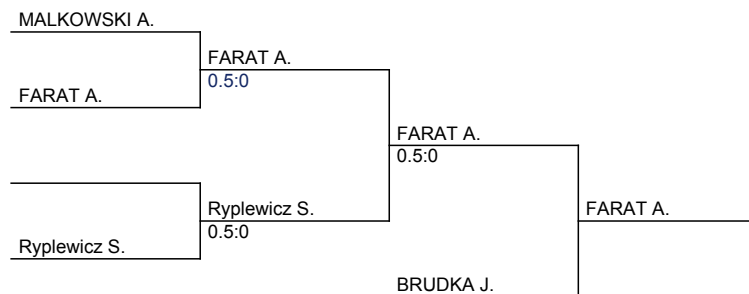 MALKOWSKI A.
FARAT A.
0.5:0
FARAT A.
FARAT A.
0.5:0
Ryplewicz S.
0.5:0
FARAT A.
Ryplewicz S.
BRUDKA J.